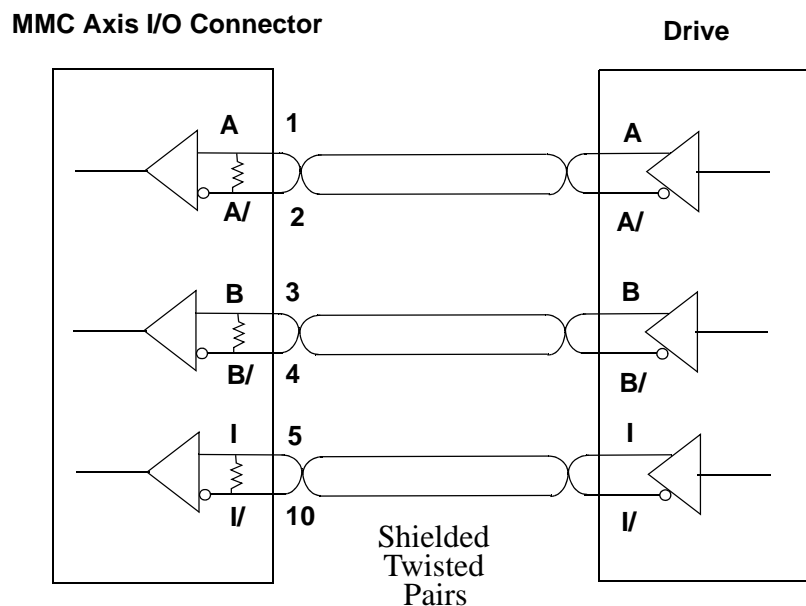 MMC Axis I/O Connector
Drive
A 1 A
A/ 2 A/
B 3 B
B/ 4 B/
I 5 I
I/ 10 I/
Shielded
Twisted
Pairs